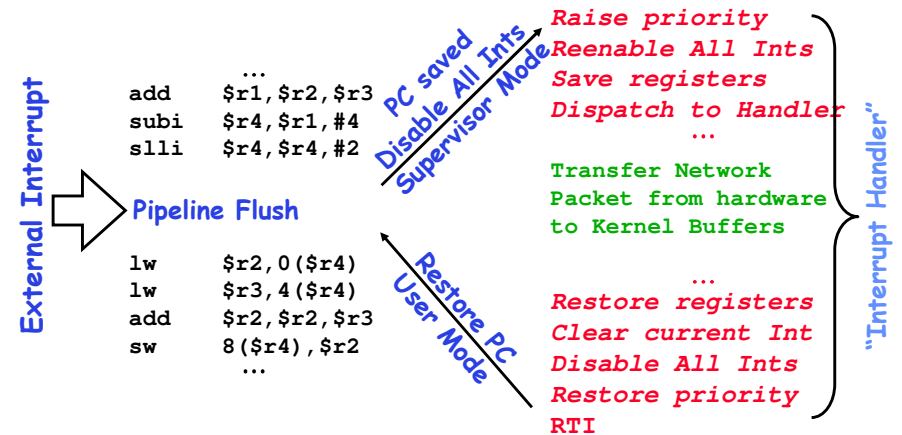 External Interrupt
...
add $r1,$r2,$r3
subi $r4,$r1,#4
slli $r4,$r4,#2
Pipeline Flush
lw $r2,0($r4)
lw $r3,4($r4)
add $r2,$r2,$r3
sw 8($r4),$r2
...
PC saved
Disable All Ints
Supervisor Mode
Restore PC
User Mode
Raise priority
Reenable All Ints
Save registers
Dispatch to Handler
...
Transfer Network
Packet from hardware
to Kernel Buffers
...
Restore registers
Clear current Int
Disable All Ints
Restore priority
RTI
"Interrupt Handler"